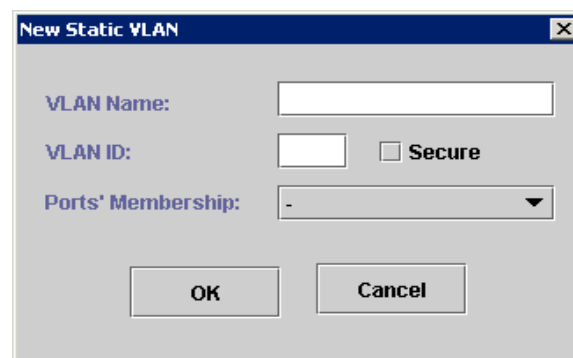 New Static VLAN
VLAN Name:
VLAN ID:
Secure
Ports' Membership:
-
OK
Cancel